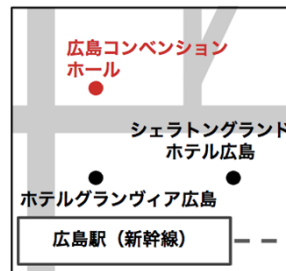 広島コンベンション
ホール
シェラトングランド
ホテル広島
ホテルグランヴィア広島
広島駅（新幹線）